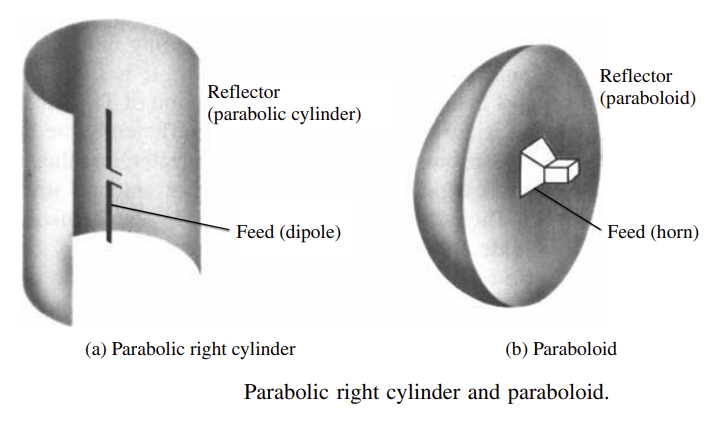 Reflector
(parabolic cylinder)
Feed (dipole)
(a) Parabolic right cylinder
Reflector
(paraboloid)
Feed (horn)
(b) Paraboloid
Parabolic right cylinder and paraboloid.